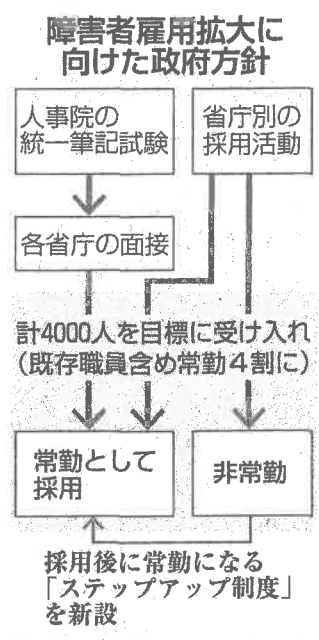 障害者雇用拡大に
向けた政府方針
人事院の
統一筆記試験
省庁別の
採用活動
各省庁の面接
計4000人を目標に受け入れ
(既存職員含め常勤4割に)
常勤として
採用
非常勤
採用後に常勤になる
「ステップアップ制度」
を新設